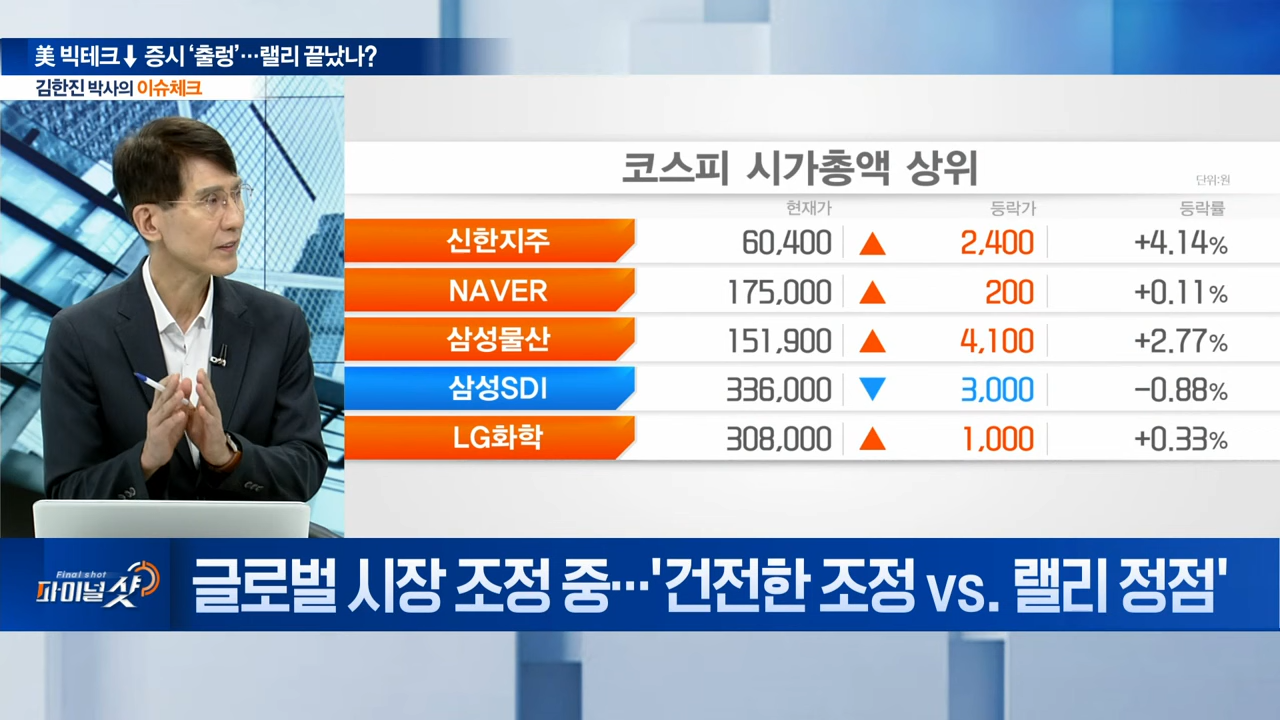 美 빅테크↓ 증시 '출렁'…랠리 끝났나?
김한진 박사의 이슈체크
코스피 시가총액 상위
단위:원
현재가 등락가 등락률
신한지주 60,400 ▲ 2,400 +4.14%
NAVER 175,000 ▲ 200 +0.11%
삼성물산 151,900 ▲ 4,100 +2.77%
삼성SDI 336,000 ▼ 3,000 -0.88%
LG화학 308,000 ▲ 1,000 +0.33%
Final shot
파이널 샷
글로벌 시장 조정 중…'건전한 조정 vs. 랠리 정점'